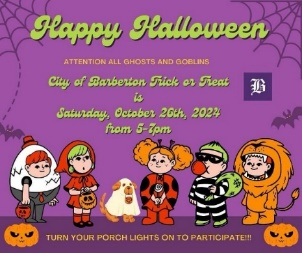 Happy Halloween
ATTENTION ALL GHOSTS AND GOBLINS
City of Barberton Trick or Treat
is
Saturday, October 26th, 2024
from 5-7pm
B
TURN YOUR PORCH LIGHTS ON TO PARTICIPATE!!!